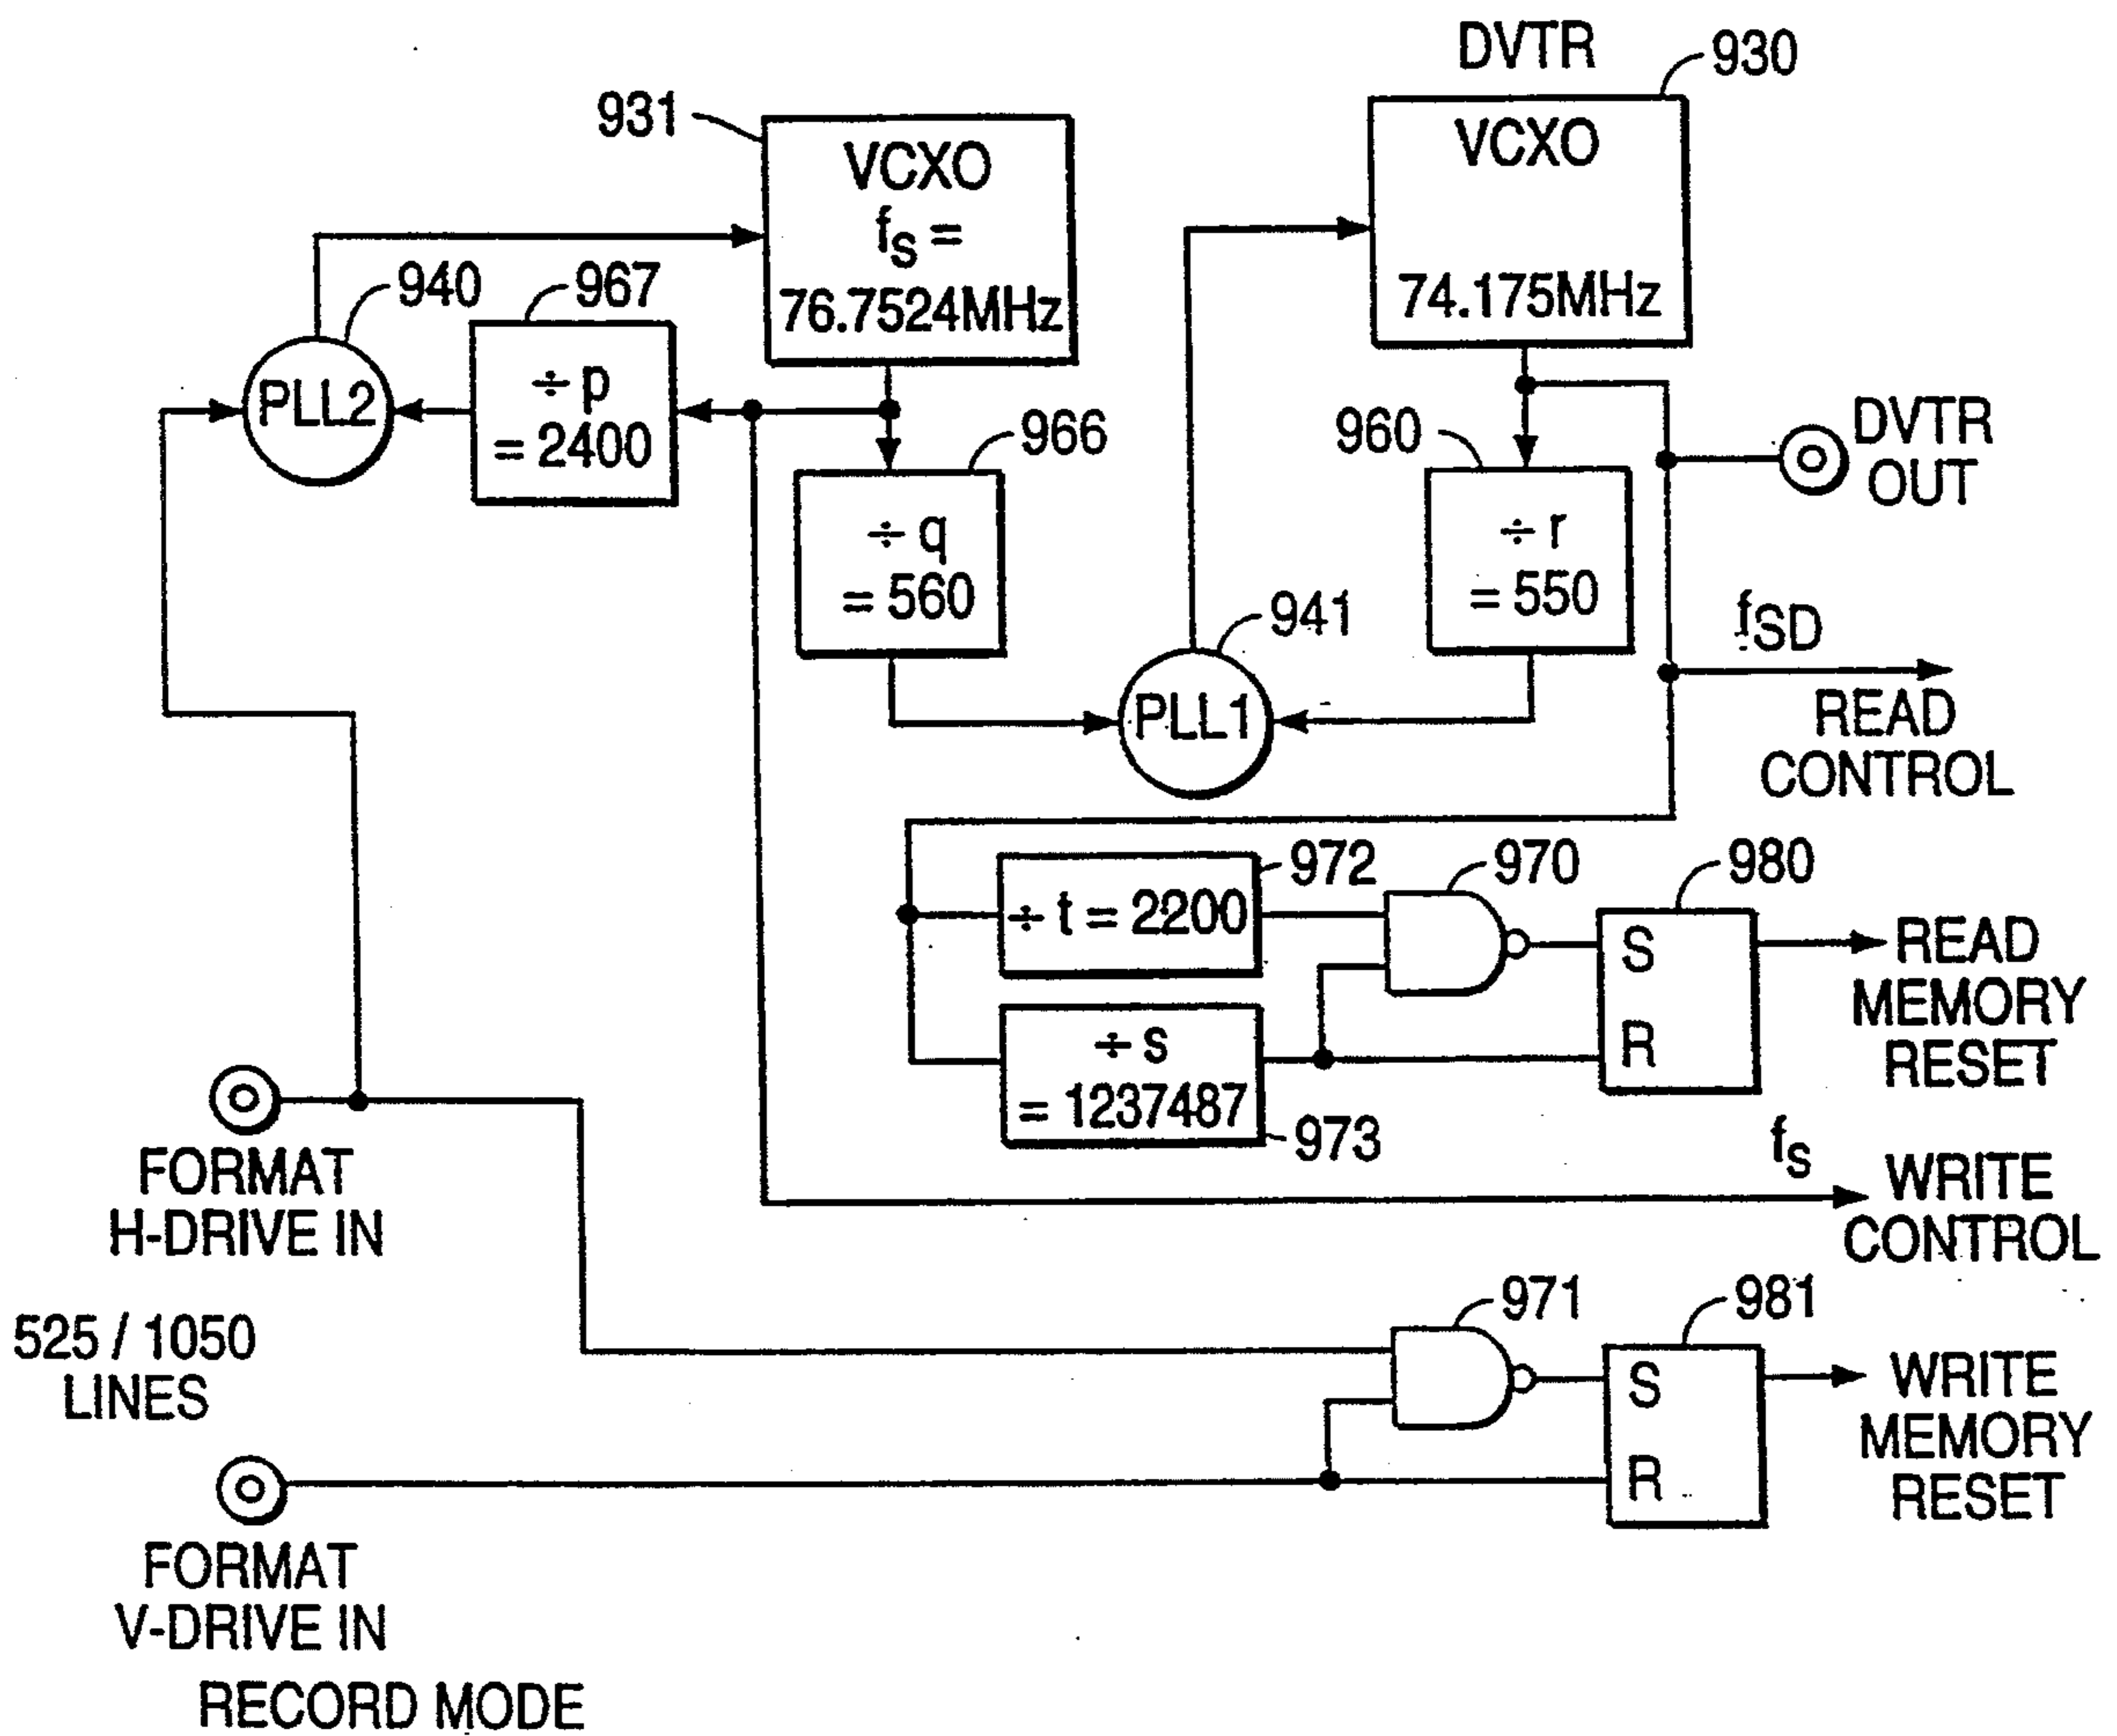 DVTR
930
931
VCXO
fS =
76.7524MHz
VCXO
74.175MHz
940
967
PLL2
÷ p
= 2400
966
÷ q
= 560
960
÷ r
= 550
DVTR
OUT
941
PLL1
fSD
READ
CONTROL
972
÷ t = 2200
970
980
S
R
READ
MEMORY
RESET
÷ s
= 1237487
973
FORMAT
H-DRIVE IN
fS
WRITE
CONTROL
525 / 1050
LINES
971
981
S
R
WRITE
MEMORY
RESET
FORMAT
V-DRIVE IN
RECORD MODE